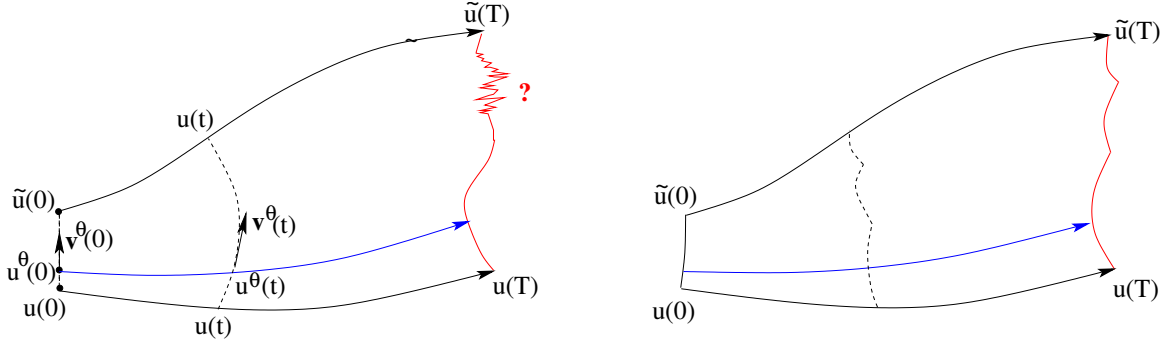 ũ(T)
~
?
u(t)
ũ(0)
v^θ(0)
v^θ(t)
u^θ(0)
u^θ(t)
u(0)
u(T)
u(t)
ũ(T)
ũ(0)
u(0)
u(T)